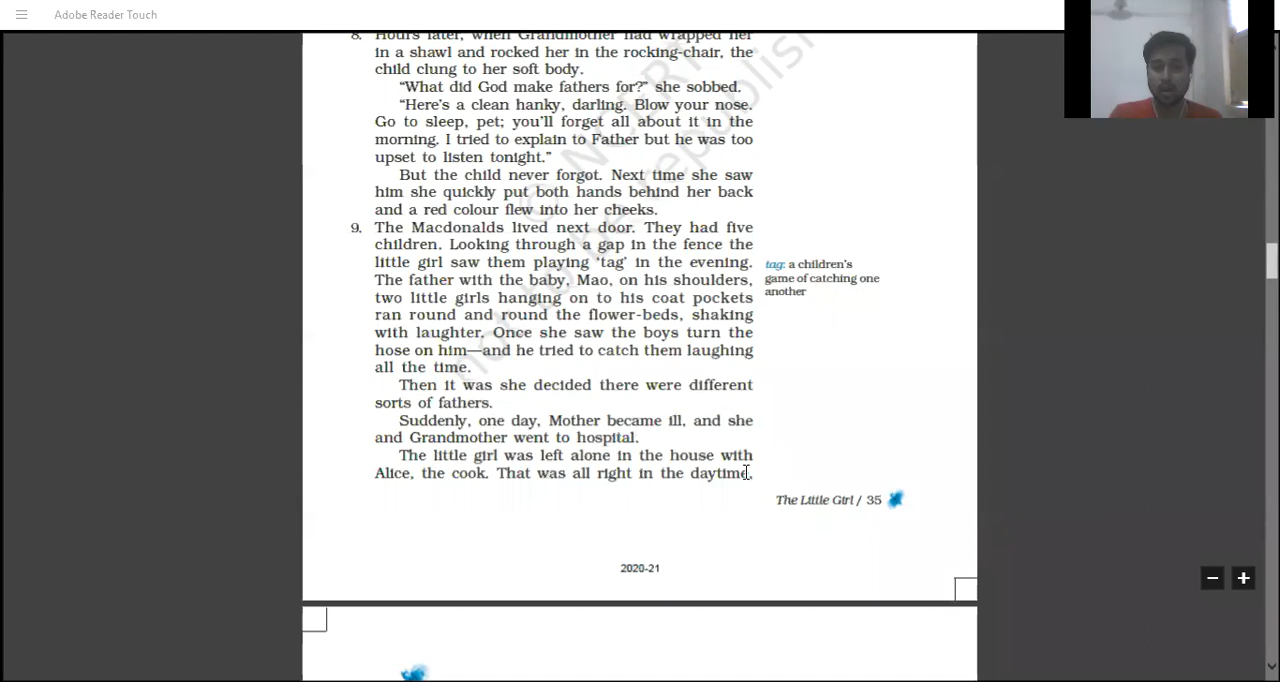 Adobe Reader Touch
8. Hours later, when Grandmother had wrapped her
in a shawl and rocked her in the rocking-chair, the
child clung to her soft body.
“What did God make fathers for?” she sobbed.
“Here’s a clean hanky, darling. Blow your nose.
Go to sleep, pet; you’ll forget all about it in the
morning. I tried to explain to Father but he was too
upset to listen tonight.”
But the child never forgot. Next time she saw
him she quickly put both hands behind her back
and a red colour flew into her cheeks.
9. The Macdonalds lived next door. They had five
children. Looking through a gap in the fence the
little girl saw them playing ‘tag’ in the evening.
The father with the baby, Mao, on his shoulders,
two little girls hanging on to his coat pockets
ran round and round the flower-beds, shaking
with laughter. Once she saw the boys turn the
hose on him—and he tried to catch them laughing
all the time.
tag: a children’s
game of catching one
another
Then it was she decided there were different
sorts of fathers.
Suddenly, one day, Mother became ill, and she
and Grandmother went to hospital.
The little girl was left alone in the house with
Alice, the cook. That was all right in the daytime,
The Little Girl / 35
2020-21
© NCERT
not to be republish